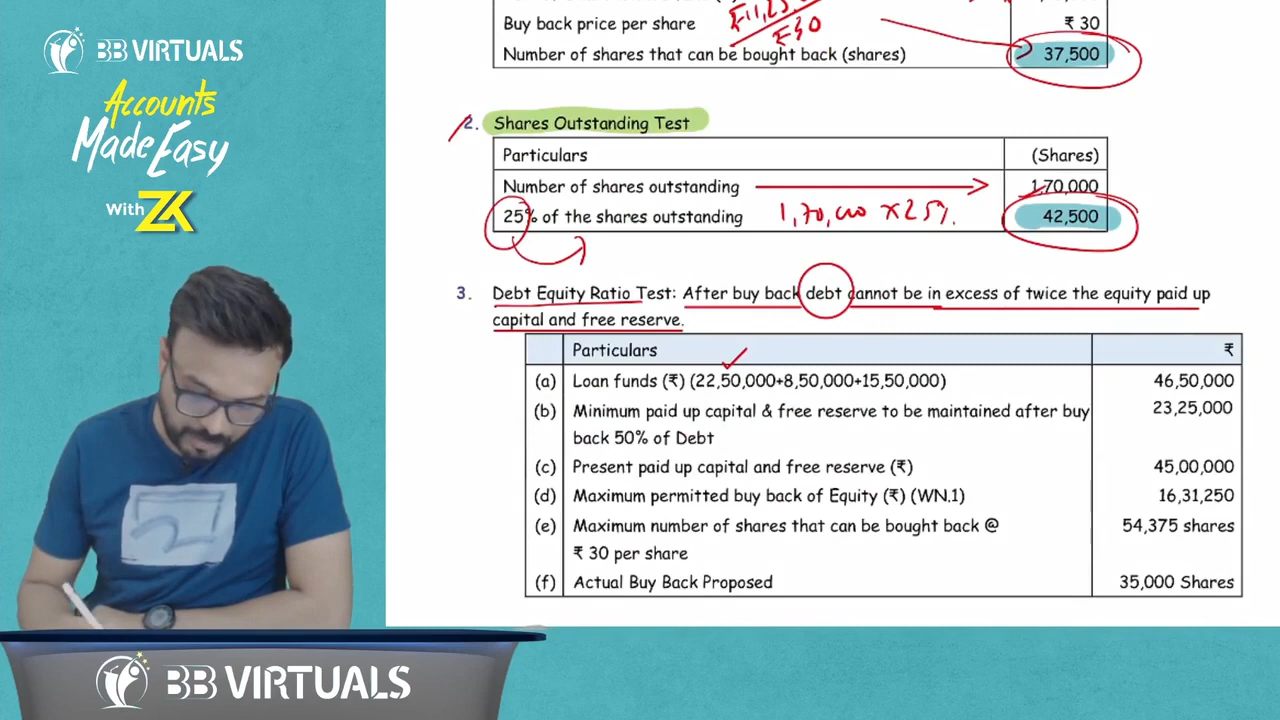 BB VIRTUALS
Accounts
Made Easy
With ZK
Buy back price per share ₹ 30
₹30
Number of shares that can be bought back (shares) 37,500
2. Shares Outstanding Test
Particulars (Shares)
Number of shares outstanding 1,70,000
25% of the shares outstanding 1,70,000 x 25% 42,500
3. Debt Equity Ratio Test: After buy back debt cannot be in excess of twice the equity paid up
capital and free reserve.
Particulars ₹
(a) Loan funds (₹) (22,50,000+8,50,000+15,50,000) 46,50,000
(b) Minimum paid up capital & free reserve to be maintained after buy 23,25,000
back 50% of Debt
(c) Present paid up capital and free reserve (₹) 45,00,000
(d) Maximum permitted buy back of Equity (₹) (WN.1) 16,31,250
(e) Maximum number of shares that can be bought back @ 54,375 shares
₹ 30 per share
(f) Actual Buy Back Proposed 35,000 Shares
BB VIRTUALS